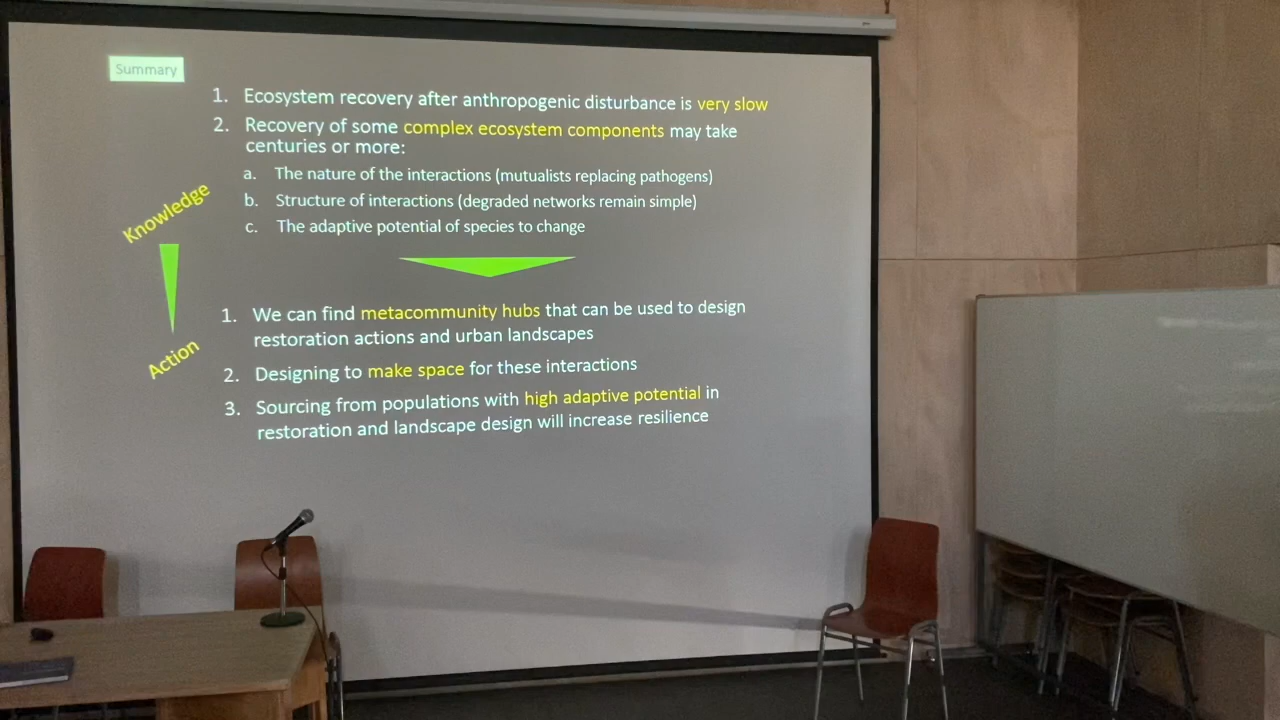 Summary
1. Ecosystem recovery after anthropogenic disturbance is very slow
2. Recovery of some complex ecosystem components may take
centuries or more:
a. The nature of the interactions (mutualists replacing pathogens)
b. Structure of interactions (degraded networks remain simple)
c. The adaptive potential of species to change
Knowledge
Action
1. We can find metacommunity hubs that can be used to design
restoration actions and urban landscapes
2. Designing to make space for these interactions
3. Sourcing from populations with high adaptive potential in
restoration and landscape design will increase resilience